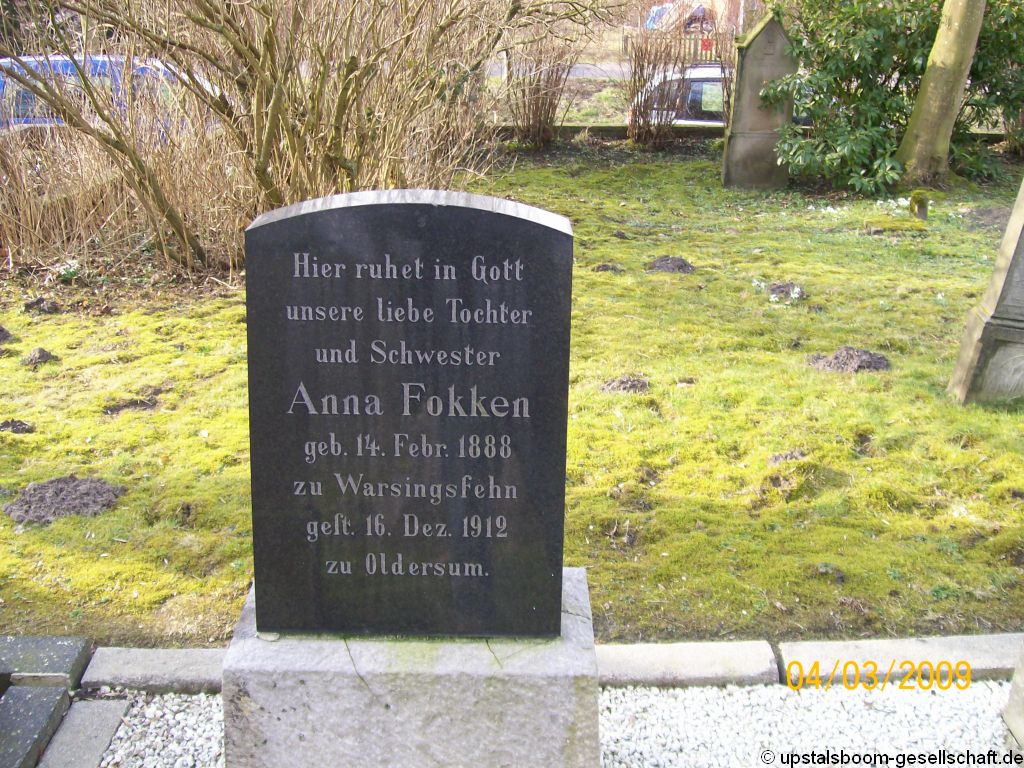 Hier ruhet in Gott
unsere liebe Tochter
und Schwester
Anna Fokken
geb. 14. Febr. 1888
zu Warsingsfehn
gest. 16. Dez. 1912
zu Oldersum.
04/03/2009
© upstalsboom-gesellschaft.de